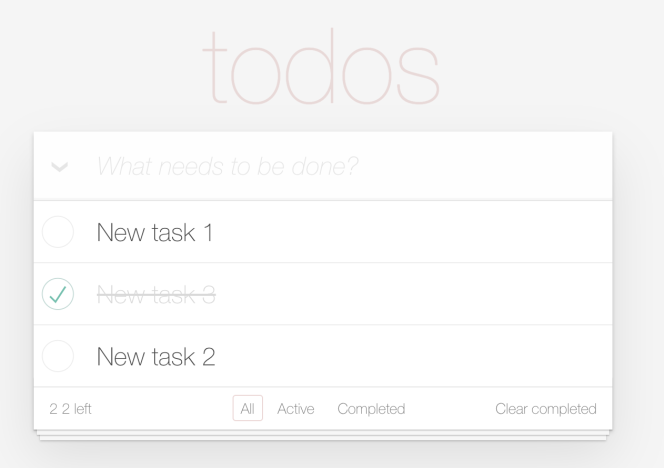 todos
What needs to be done?
New task 1
New task 3
New task 2
2 2 left All Active Completed Clear completed